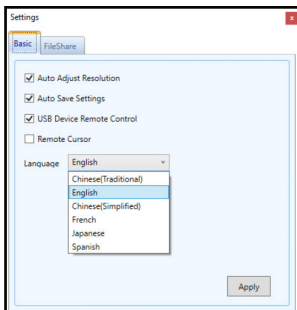 Settings
x
Basic
FileShare
Auto Adjust Resolution
Auto Save Settings
USB Device Remote Control
Remote Cursor
Language English
Chinese(Traditional)
English
Chinese(Simplified)
French
Japanese
Spanish
Apply